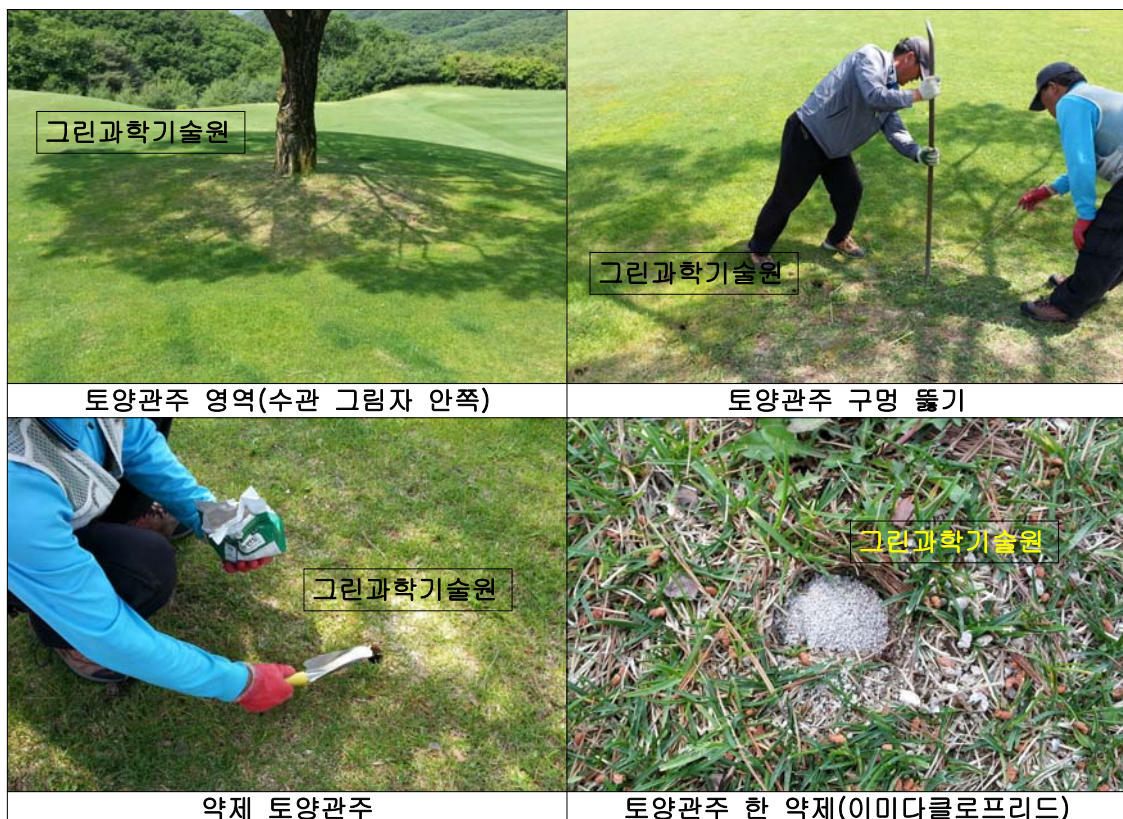 그린과학기술원
그린과학기술원
토양관주 영역(수관 그림자 안쪽)
토양관주 구멍 뚫기
그린과학기술원
그린과학기술원
약제 토양관주
토양관주 한 약제(이미다클로프리드)